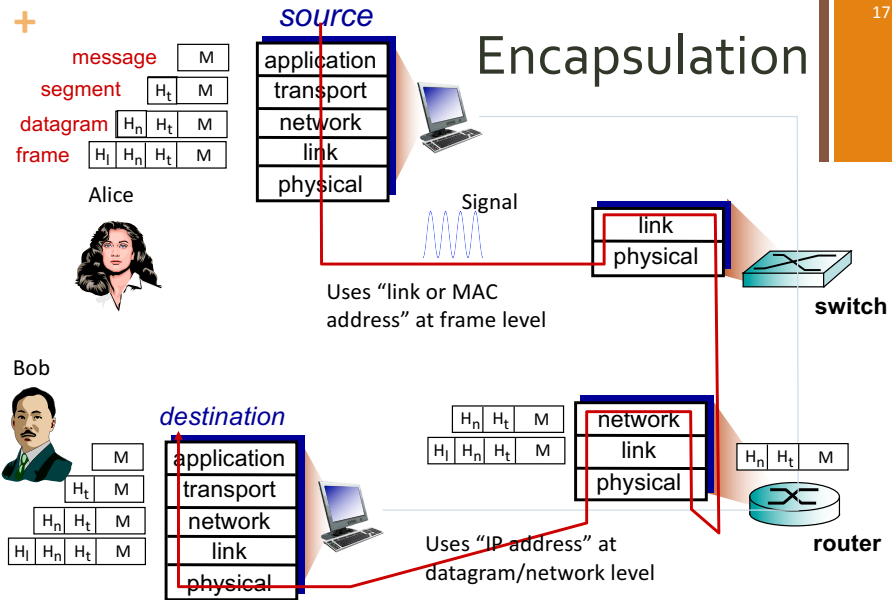 +
17
Encapsulation
source
message M
segment Ht M
datagram Hn Ht M
frame Hl Hn Ht M
application
transport
network
link
physical
Alice
Signal
link
physical
switch
Uses “link or MAC
address” at frame level
Bob
destination
M
Ht M
Hn Ht M
Hl Hn Ht M
application
transport
network
link
physical
Hn Ht M
Hl Hn Ht M
network
link
physical
Hn Ht M
router
Uses “IP address” at
datagram/network level